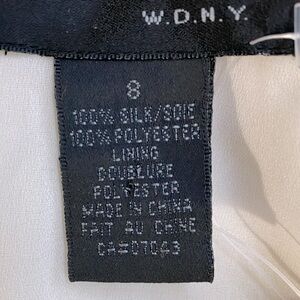 W.D.N.Y.
8
100% SILK/SOIE
100% POLYESTER
LINING
DOUBLURE
POLYESTER
MADE IN CHINA
FAIT AU CHINE
CA#07043